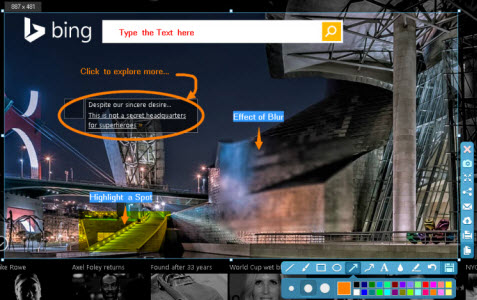 887 x 481
bing
Type the Text here
Click to explore more...
Despite our sincere desire...
This is not a secret headquarters
for superheroes
Effect of Blur
Highlight a Spot
ke Rowe
Axel Foley returns
Found after 33 years
World Cup wet b